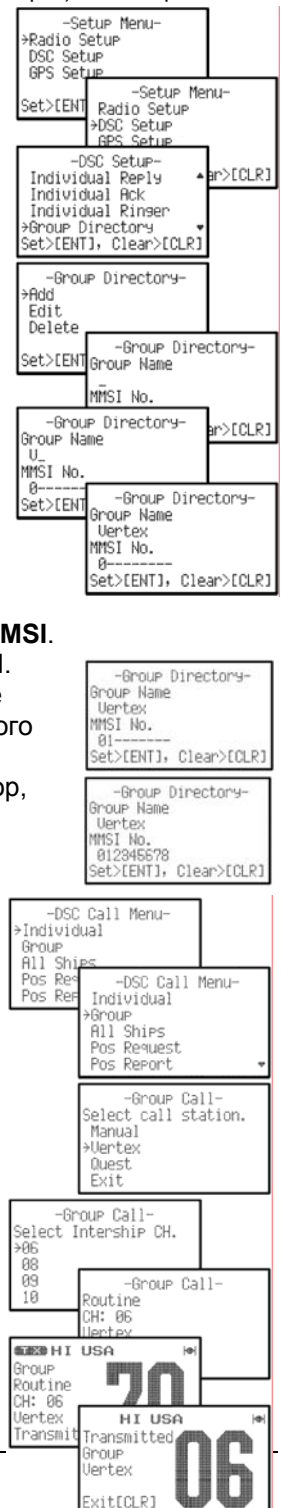 -Setup Menu-
→Radio Setup
DSC Setup
GPS Setup
Set>[ENT
-Setup Menu-
Radio Setup
→DSC Setup
GPS Setup
ar>[CLR]
-DSC Setup-
Individual Reply
Individual Ack
Individual Ringer
→Group Directory
Set>[ENT], Clear>[CLR]
-Group Directory-
→Add
Edit
Delete
Set>[ENT
-Group Directory-
Group Name
_
MMSI No.
ar>[CLR]
-Group Directory-
Group Name
U_
MMSI No.
0------
Set>[ENT
-Group Directory-
Group Name
Vertex
MMSI No.
0--------
Set>[ENT], Clear>[CLR]
MSI.
ого
ор,
-Group Directory-
Group Name
Vertex
MMSI No.
01-------
Set>[ENT], Clear>[CLR]
-Group Directory-
Group Name
Vertex
MMSI No.
012345678
Set>[ENT], Clear>[CLR]
-DSC Call Menu-
→Individual
Group
All Ships
Pos Req
Pos Rep
-DSC Call Menu-
Individual
→Group
All Ships
Pos Request
Pos Report
-Group Call-
Select call station.
Manual
→Vertex
Quest
Exit
-Group Call-
Select Intership CH.
→06
08
09
10
-Group Call-
Routine
CH: 06
Vertex
TX HI USA
Group
Routine
CH: 06
Vertex
Transmit
70
HI USA
Transmitted
Group
Vertex
Exit[CLR]
06